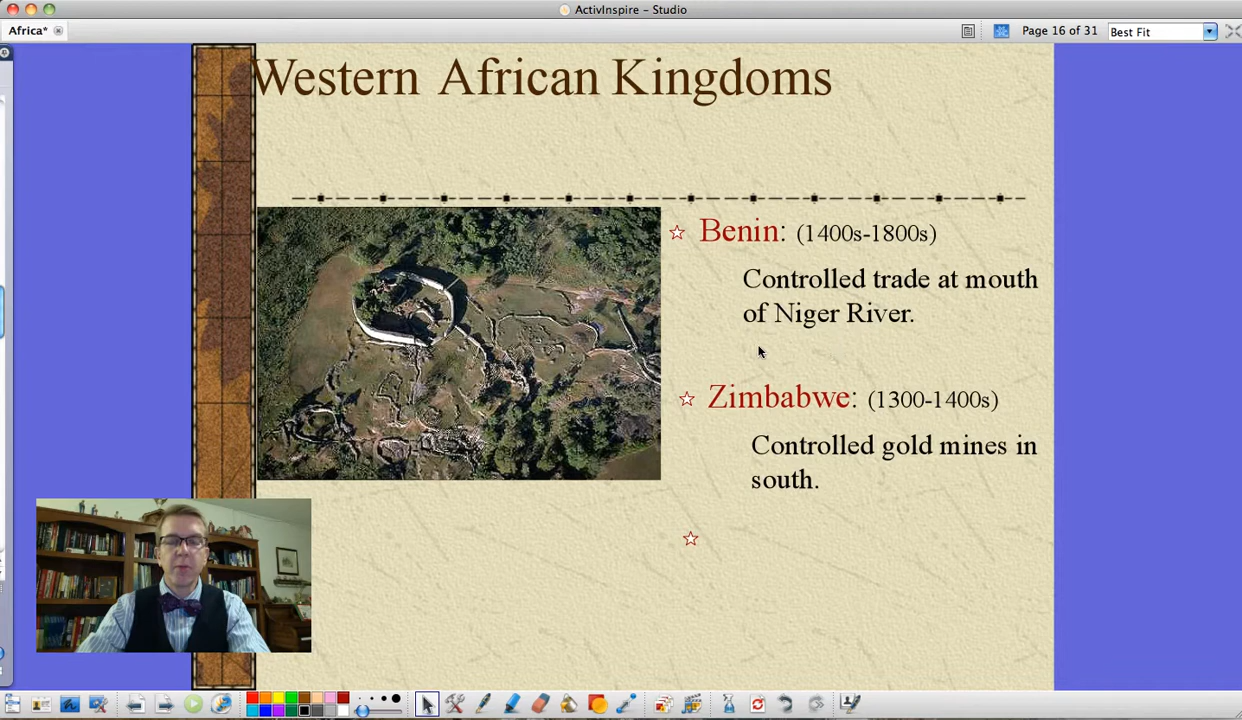 ActivInspire - Studio
Africa*
Page 16 of 31
Best Fit
Western African Kingdoms
Benin: (1400s-1800s)
Controlled trade at mouth
of Niger River.
Zimbabwe: (1300-1400s)
Controlled gold mines in
south.